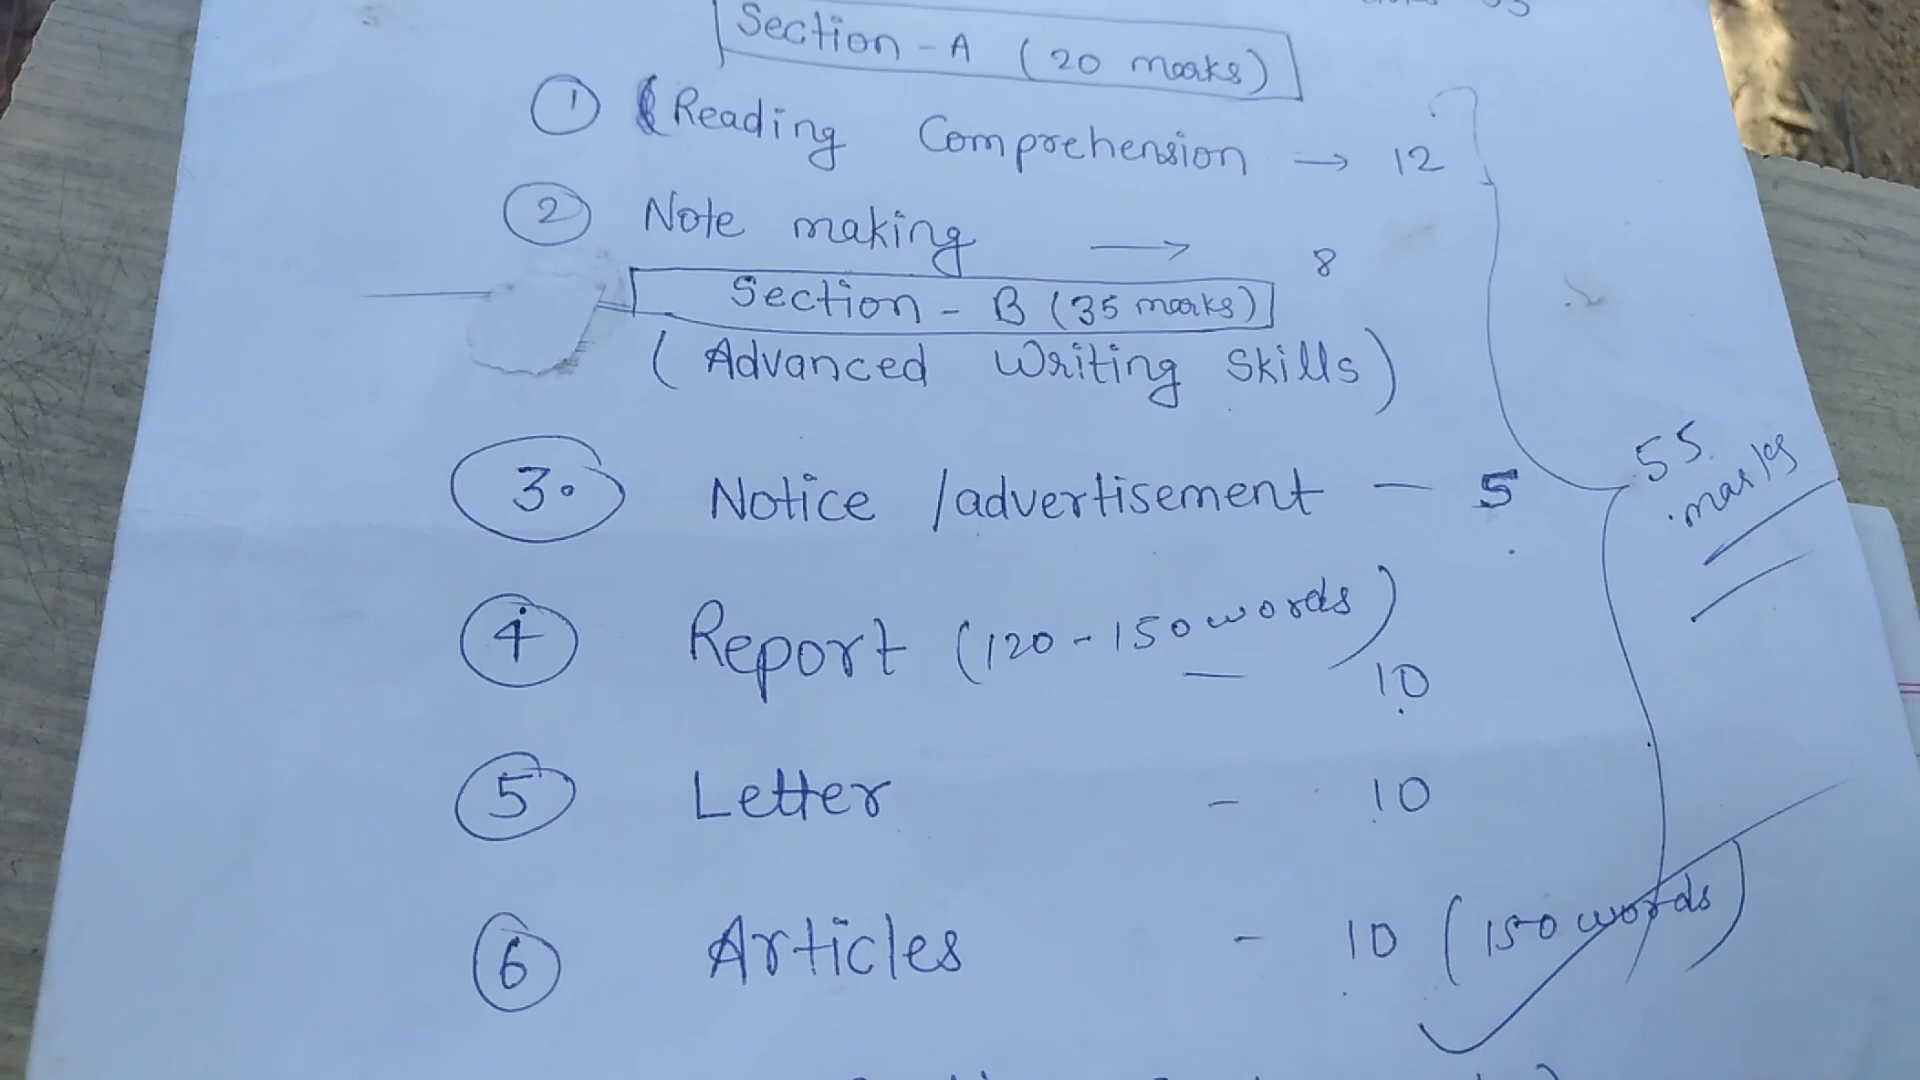 Section - A (20 marks)
① Reading Comprehension → 12
② Note making → 8
Section - B (35 marks)
(Advanced Writing Skills)
3. Notice /advertisement - 5
④ Report (120-150 words) - 10
⑤ Letter - 10
⑥ Articles - 10 (150 words)
55 marks